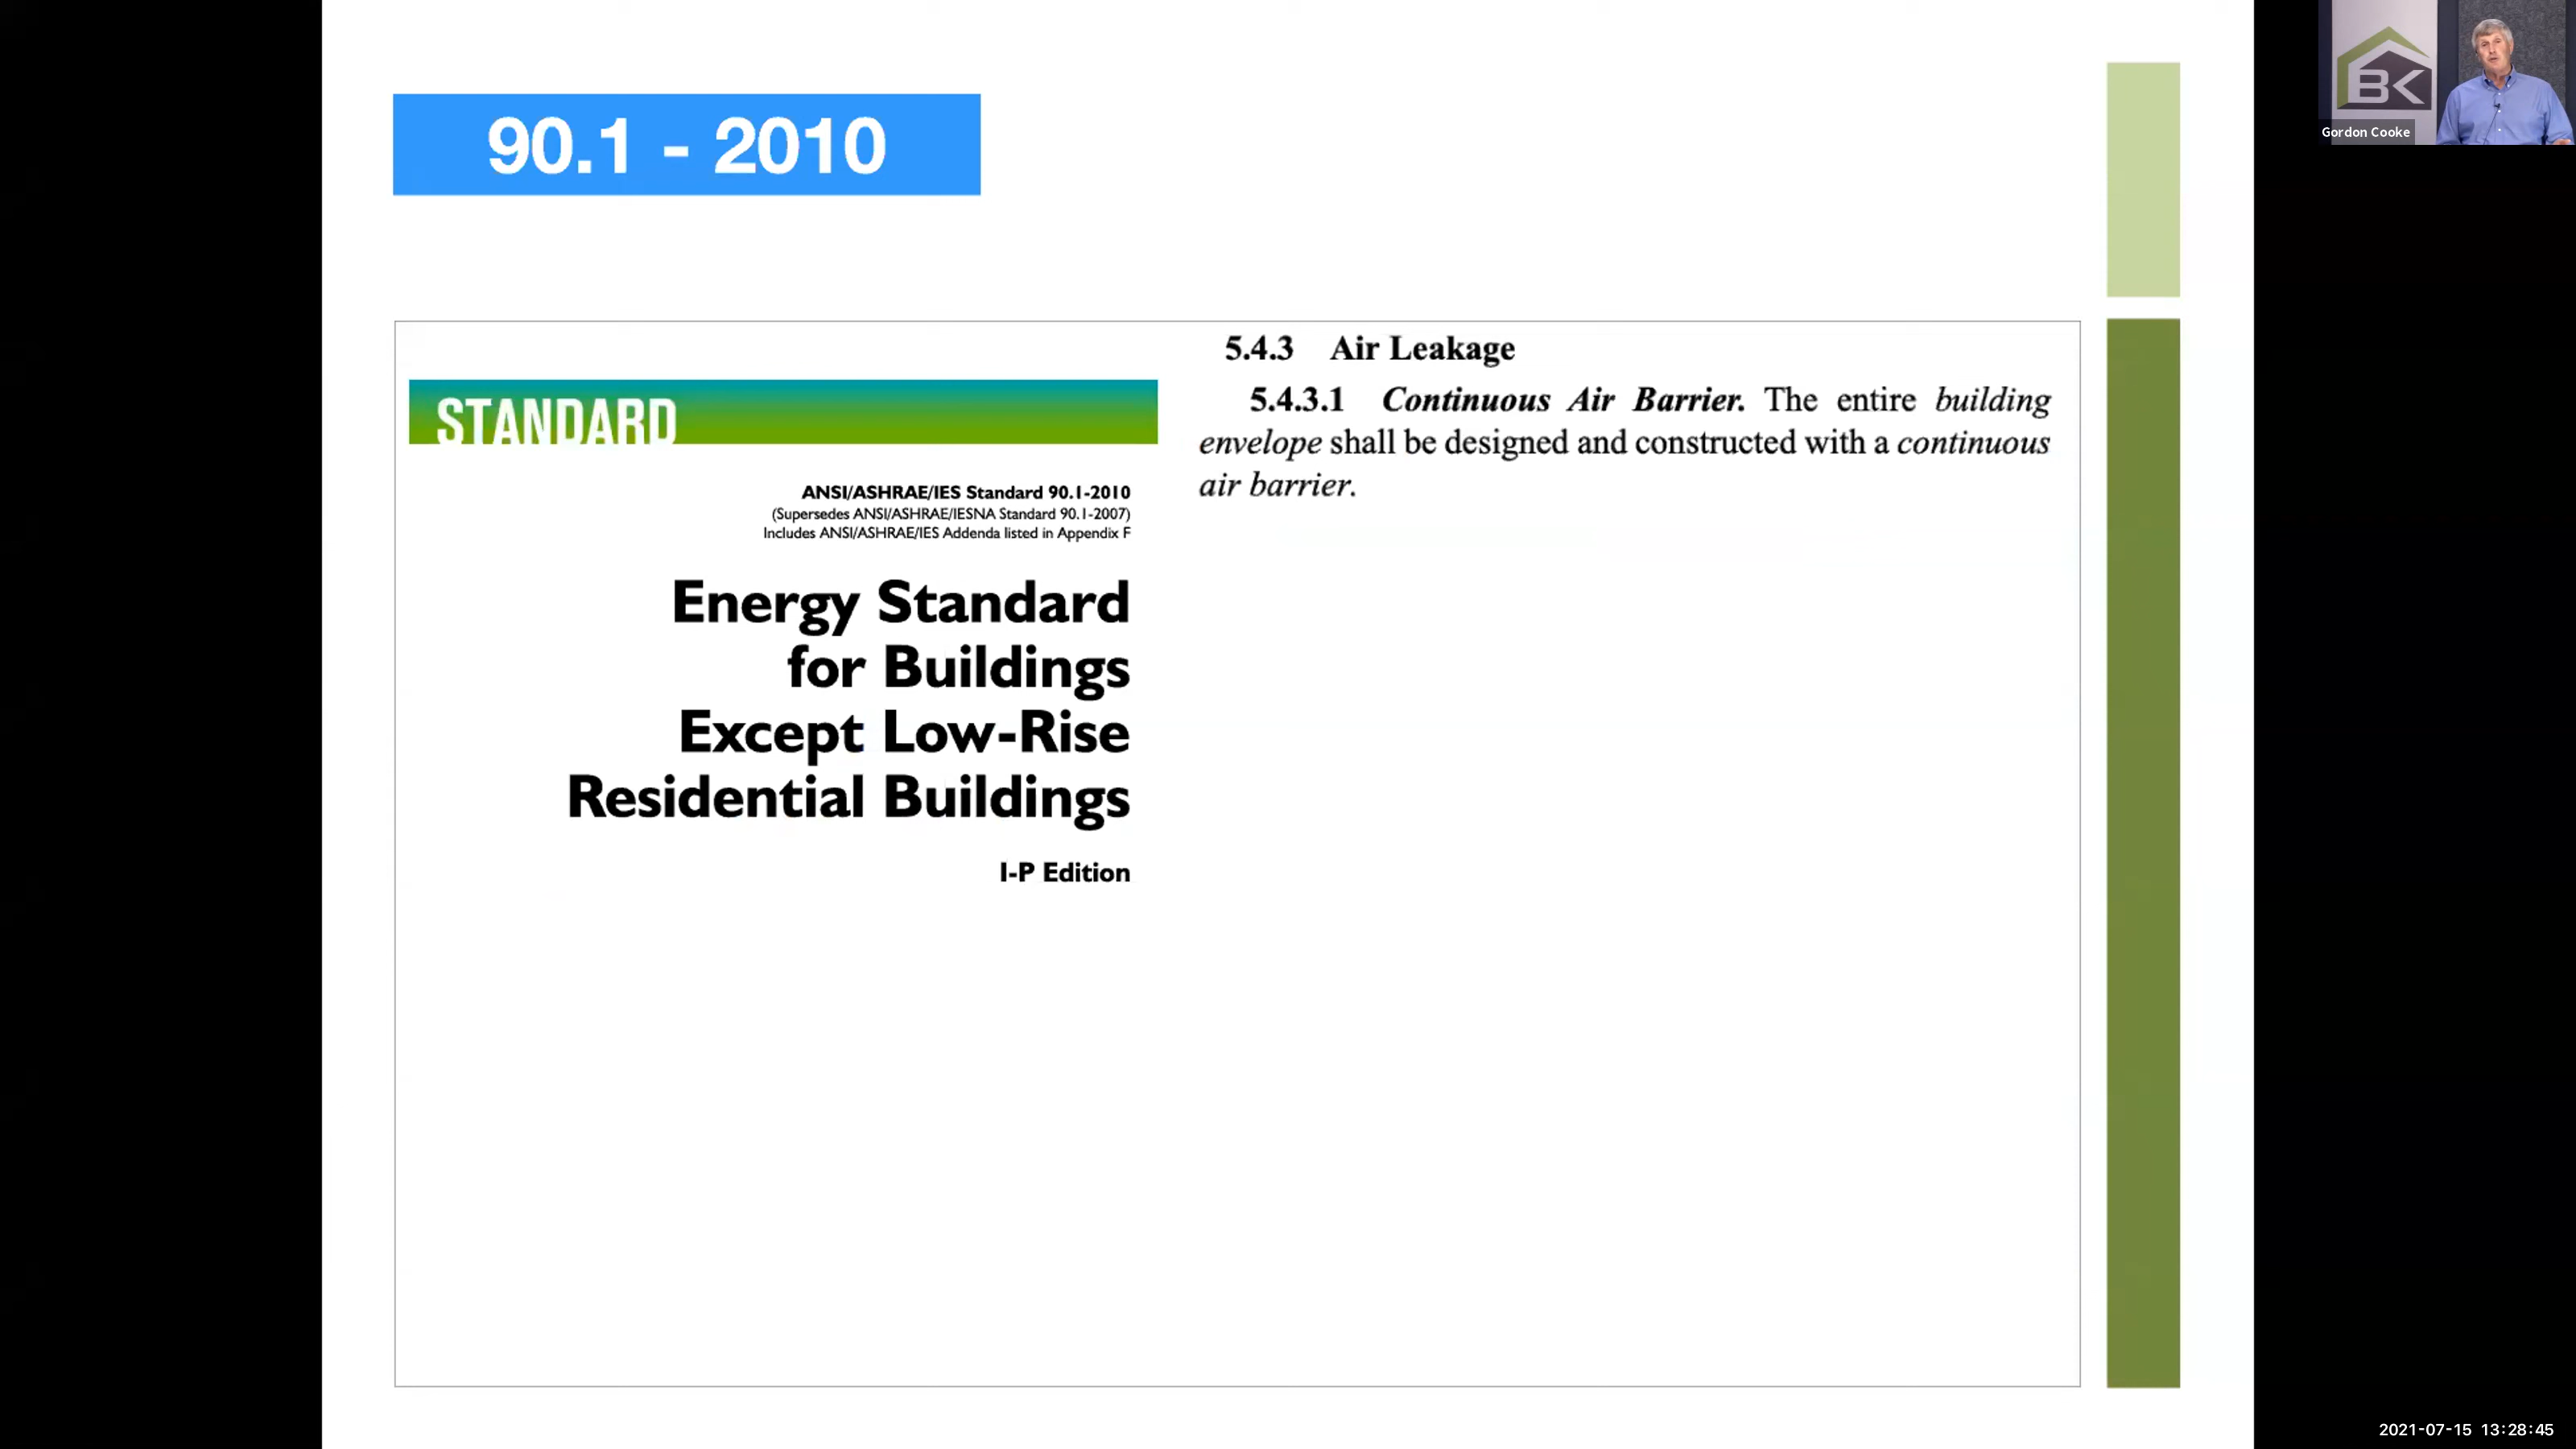 90.1 - 2010
STANDARD
ANSI/ASHRAE/IES Standard 90.1-2010
(Supersedes ANSI/ASHRAE/IESNA Standard 90.1-2007)
Includes ANSI/ASHRAE/IES Addenda listed in Appendix F
Energy Standard
for Buildings
Except Low-Rise
Residential Buildings
I-P Edition
5.4.3 Air Leakage
5.4.3.1 Continuous Air Barrier. The entire building
envelope shall be designed and constructed with a continuous
air barrier.
BK
Gordon Cooke
2021-07-15 13:28:45